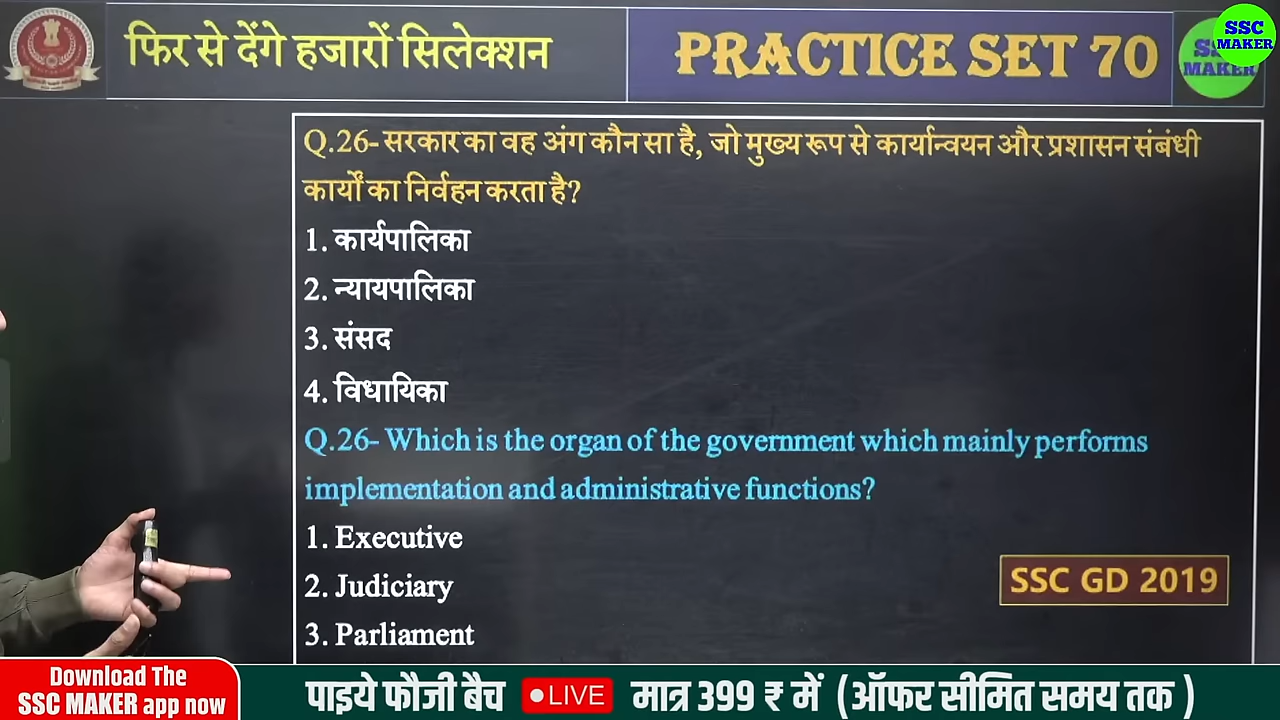 फिर से देंगे हजारों सिलेक्शन
PRACTICE SET 70
SSC
MAKER
Q.26- सरकार का वह अंग कौन सा है, जो मुख्य रूप से कार्यान्वयन और प्रशासन संबंधी
कार्यों का निर्वहन करता है?
1. कार्यपालिका
2. न्यायपालिका
3. संसद
4. विधायिका
Q.26- Which is the organ of the government which mainly performs
implementation and administrative functions?
1. Executive
2. Judiciary
3. Parliament
SSC GD 2019
Download The
SSC MAKER app now
पाइये फौजी बैच
LIVE
मात्र 399 ₹ में (ऑफर सीमित समय तक )